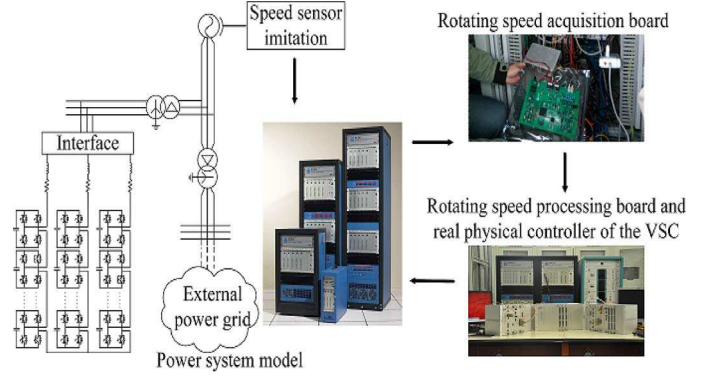 Speed sensor
imitation
Rotating speed acquisition board
Interface
Rotating speed processing board and
real physical controller of the VSC
External
power grid
Power system model